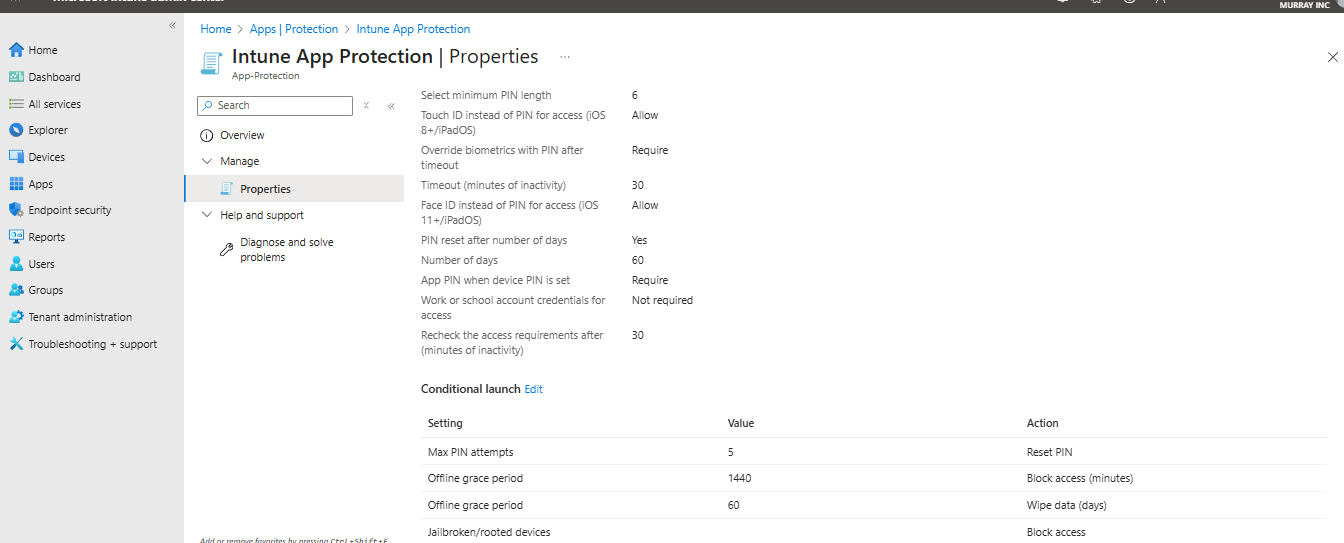 Microsoft Intune admin center
MURRAY INC
Home
Dashboard
All services
Explorer
Devices
Apps
Endpoint security
Reports
Users
Groups
Tenant administration
Troubleshooting + support
Home > Apps | Protection > Intune App Protection
Intune App Protection | Properties ...
App-Protection
Search
Overview
Manage
Properties
Help and support
Diagnose and solve
problems
Add or remove favorites by pressing Ctrl+Shift+F
Select minimum PIN length 6
Touch ID instead of PIN for access (iOS Allow
8+/iPadOS)
Override biometrics with PIN after Require
timeout
Timeout (minutes of inactivity) 30
Face ID instead of PIN for access (iOS Allow
11+/iPadOS)
PIN reset after number of days Yes
Number of days 60
App PIN when device PIN is set Require
Work or school account credentials for Not required
access
Recheck the access requirements after 30
(minutes of inactivity)
Conditional launch Edit
Setting Value Action
Max PIN attempts 5 Reset PIN
Offline grace period 1440 Block access (minutes)
Offline grace period 60 Wipe data (days)
Jailbroken/rooted devices Block access